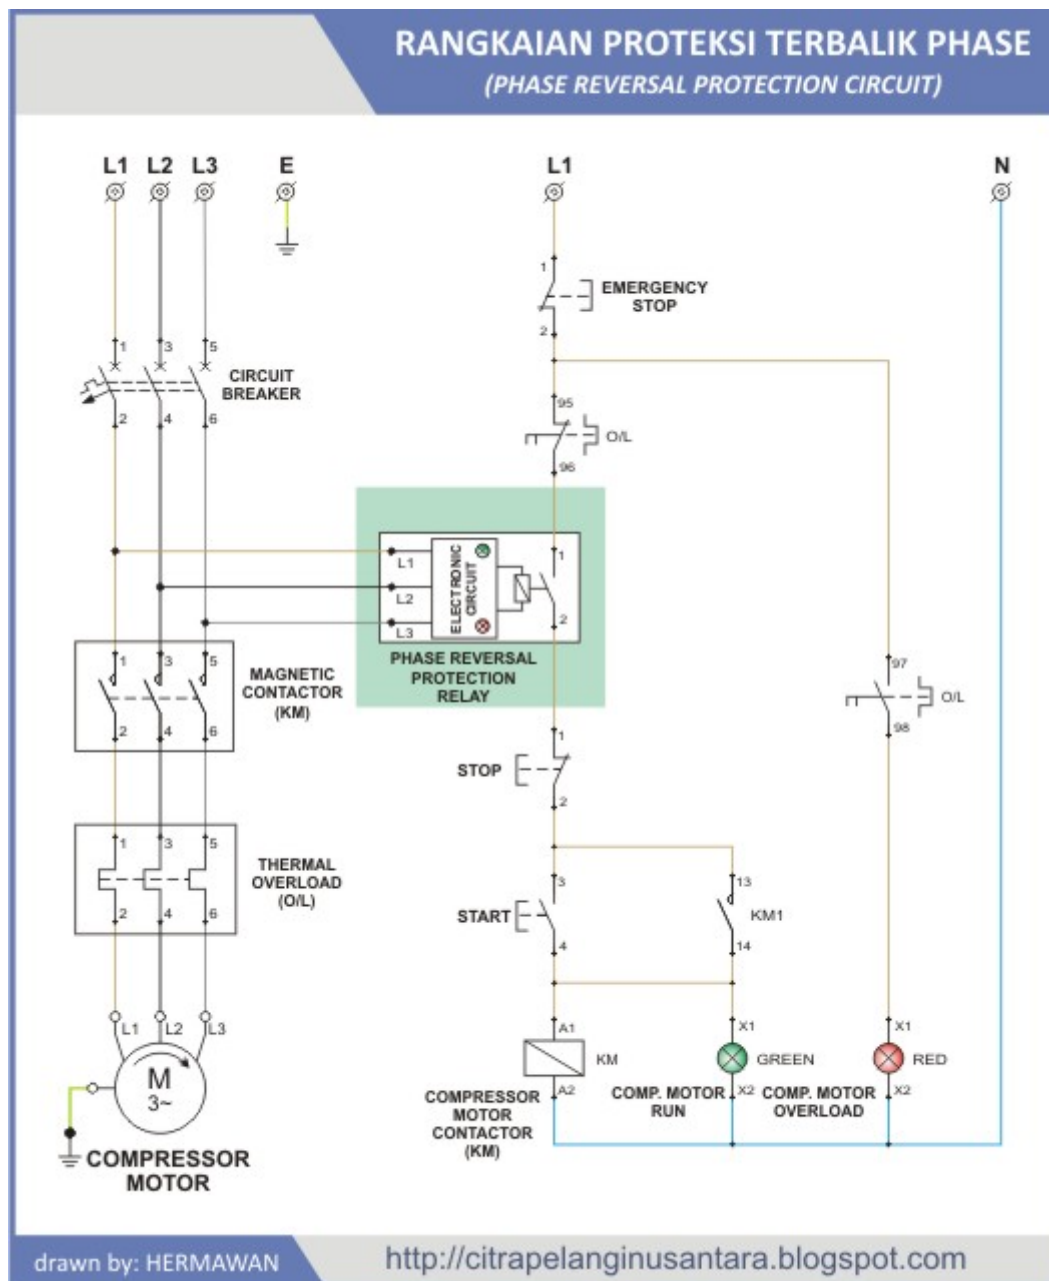 RANGKAIAN PROTEKSI TERBALIK PHASE
(PHASE REVERSAL PROTECTION CIRCUIT)
L1 L2 L3 E L1 N
1
EMERGENCY
STOP
2
1 3 5
CIRCUIT
BREAKER
2 4 6
95
O/L
96
L1
L2
L3
ELECTRONIC
CIRCUIT
1
2
PHASE REVERSAL
PROTECTION
RELAY
1 3 5
MAGNETIC
CONTACTOR
(KM)
2 4 6
97
O/L
98
1
STOP
2
1 3 5
THERMAL
OVERLOAD
(O/L)
2 4 6
3
START
4
13
KM1
14
L1 L2 L3
M
3~
COMPRESSOR
MOTOR
A1
KM
A2
COMPRESSOR
MOTOR
CONTACTOR
(KM)
X1
GREEN
X2
COMP. MOTOR
RUN
X1
RED
X2
COMP. MOTOR
OVERLOAD
drawn by: HERMAWAN
http://citrapelanginusantara.blogspot.com